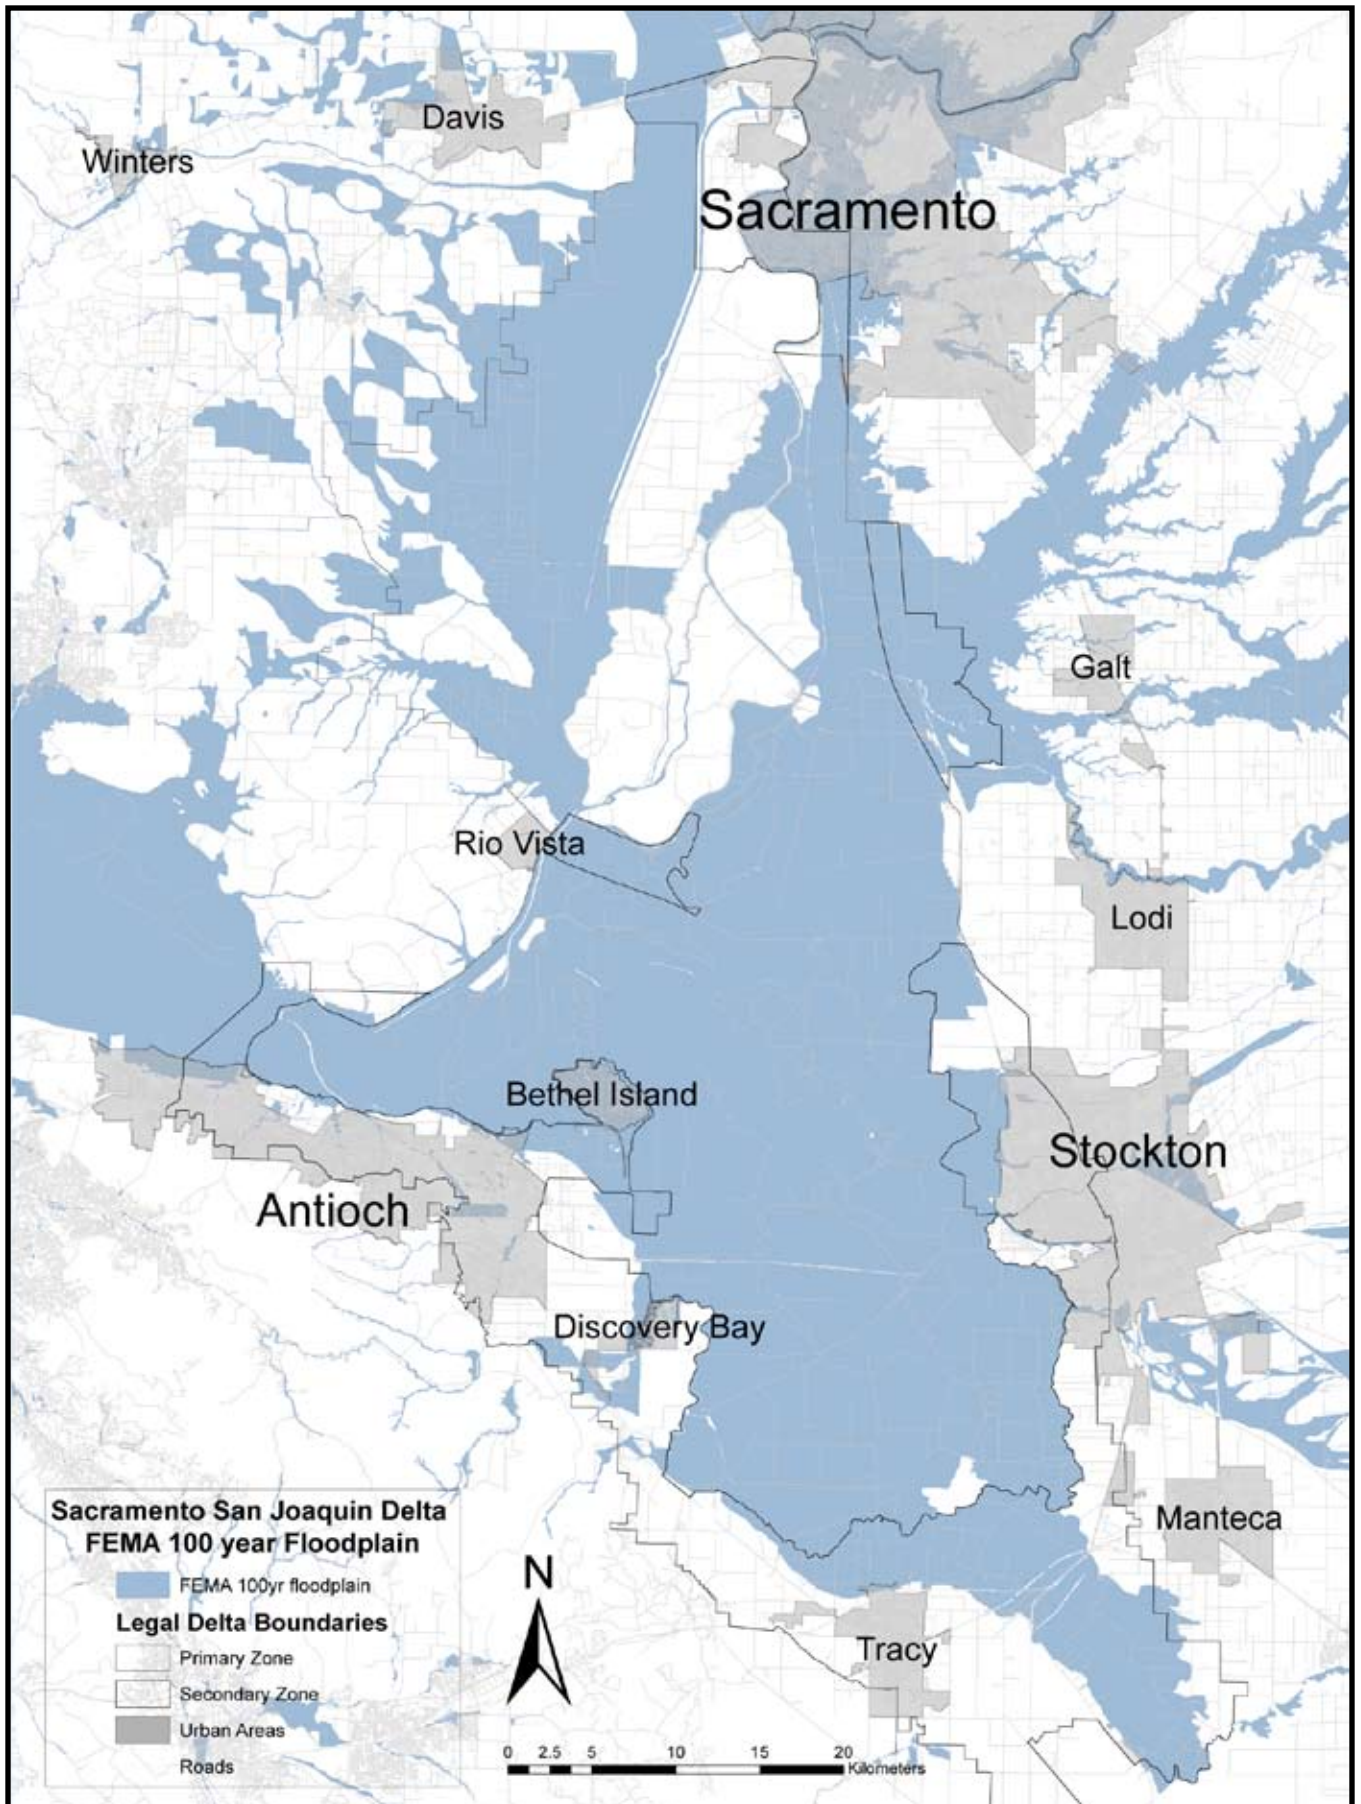 Davis
Winters
Sacramento
Galt
Rio Vista
Lodi
Bethel Island
Stockton
Antioch
Discovery Bay
Manteca
Tracy
Sacramento San Joaquin Delta
FEMA 100 year Floodplain
FEMA 100yr floodplain
Legal Delta Boundaries
Primary Zone
Secondary Zone
Urban Areas
Roads
N
0 2.5 5 10 15 20
Kilometers